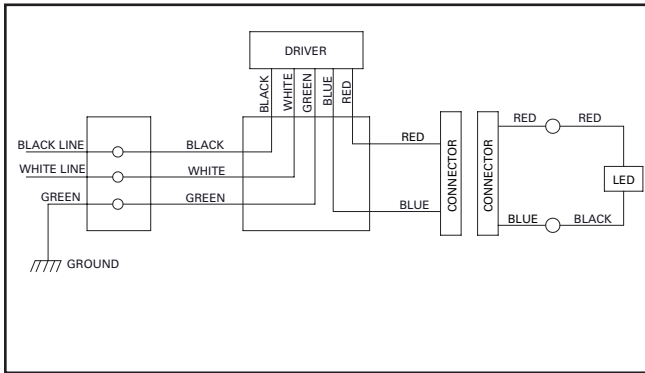 DRIVER
BLACK
WHITE
GREEN
BLUE
RED
BLACK LINE
BLACK
WHITE LINE
WHITE
GREEN
GREEN
GROUND
RED
BLUE
CONNECTOR
CONNECTOR
RED
RED
LED
BLUE
BLACK